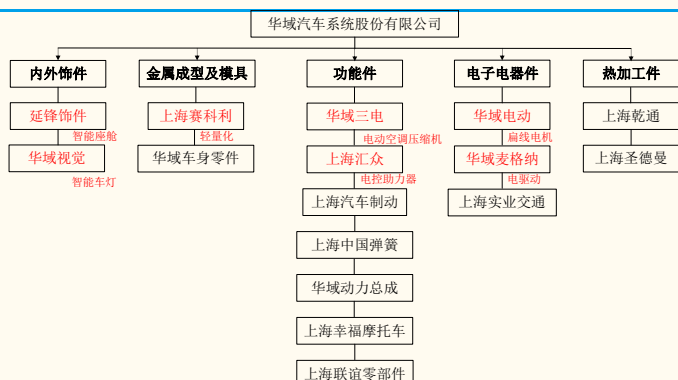 华域汽车系统股份有限公司
内外饰件
金属成型及模具
功能件
电子电器件
热加工件
延锋饰件
上海赛科利
华域三电
华域电动
上海乾通
智能座舱
轻量化
电动空调压缩机
扁线电机
华域视觉
华域车身零件
上海汇众
华域麦格纳
上海圣德曼
智能车灯
电控助力器
电驱动
上海汽车制动
上海实业交通
上海中国弹簧
华域动力总成
上海幸福摩托车
上海联谊零部件